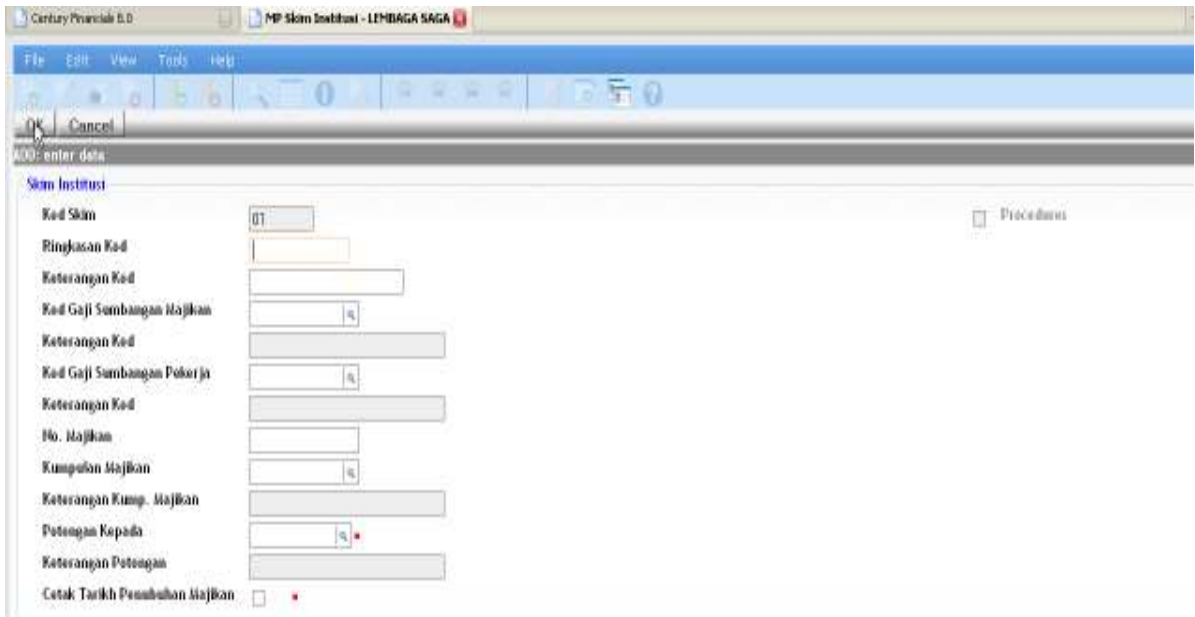 Century Financials 8.0
MP Skim Institusi - LEMBAGA SAGA
File Edit View Tools Help
OK Cancel
ADD: enter data
Skim Institusi
Kod Skim 01 Procedures
Ringkasan Kod
Keterangan Kod
Kod Gaji Sumbangan Majikan
Keterangan Kod
Kod Gaji Sumbangan Pekerja
Keterangan Kod
No. Majikan
Kumpulan Majikan
Keterangan Kump. Majikan
Potongan Kepada
Keterangan Potongan
Cetak Tarikh Penubuhan Majikan